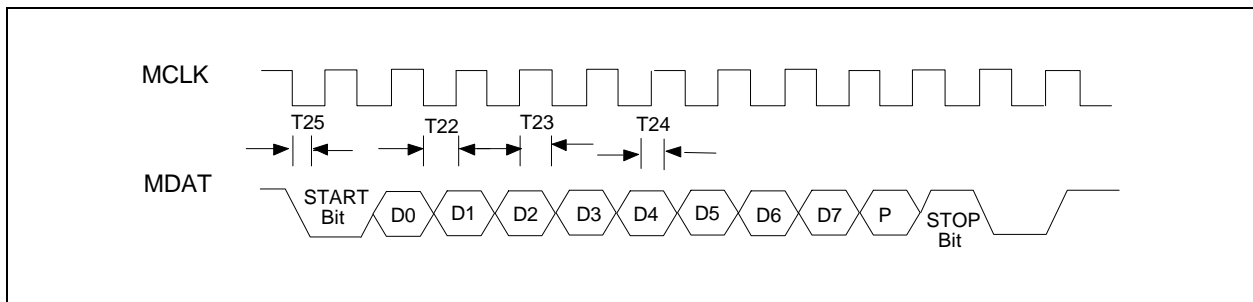 MCLK
T25 T22 T23 T24
MDAT
START
Bit
D0 D1 D2 D3 D4 D5 D6 D7 P
STOP
Bit